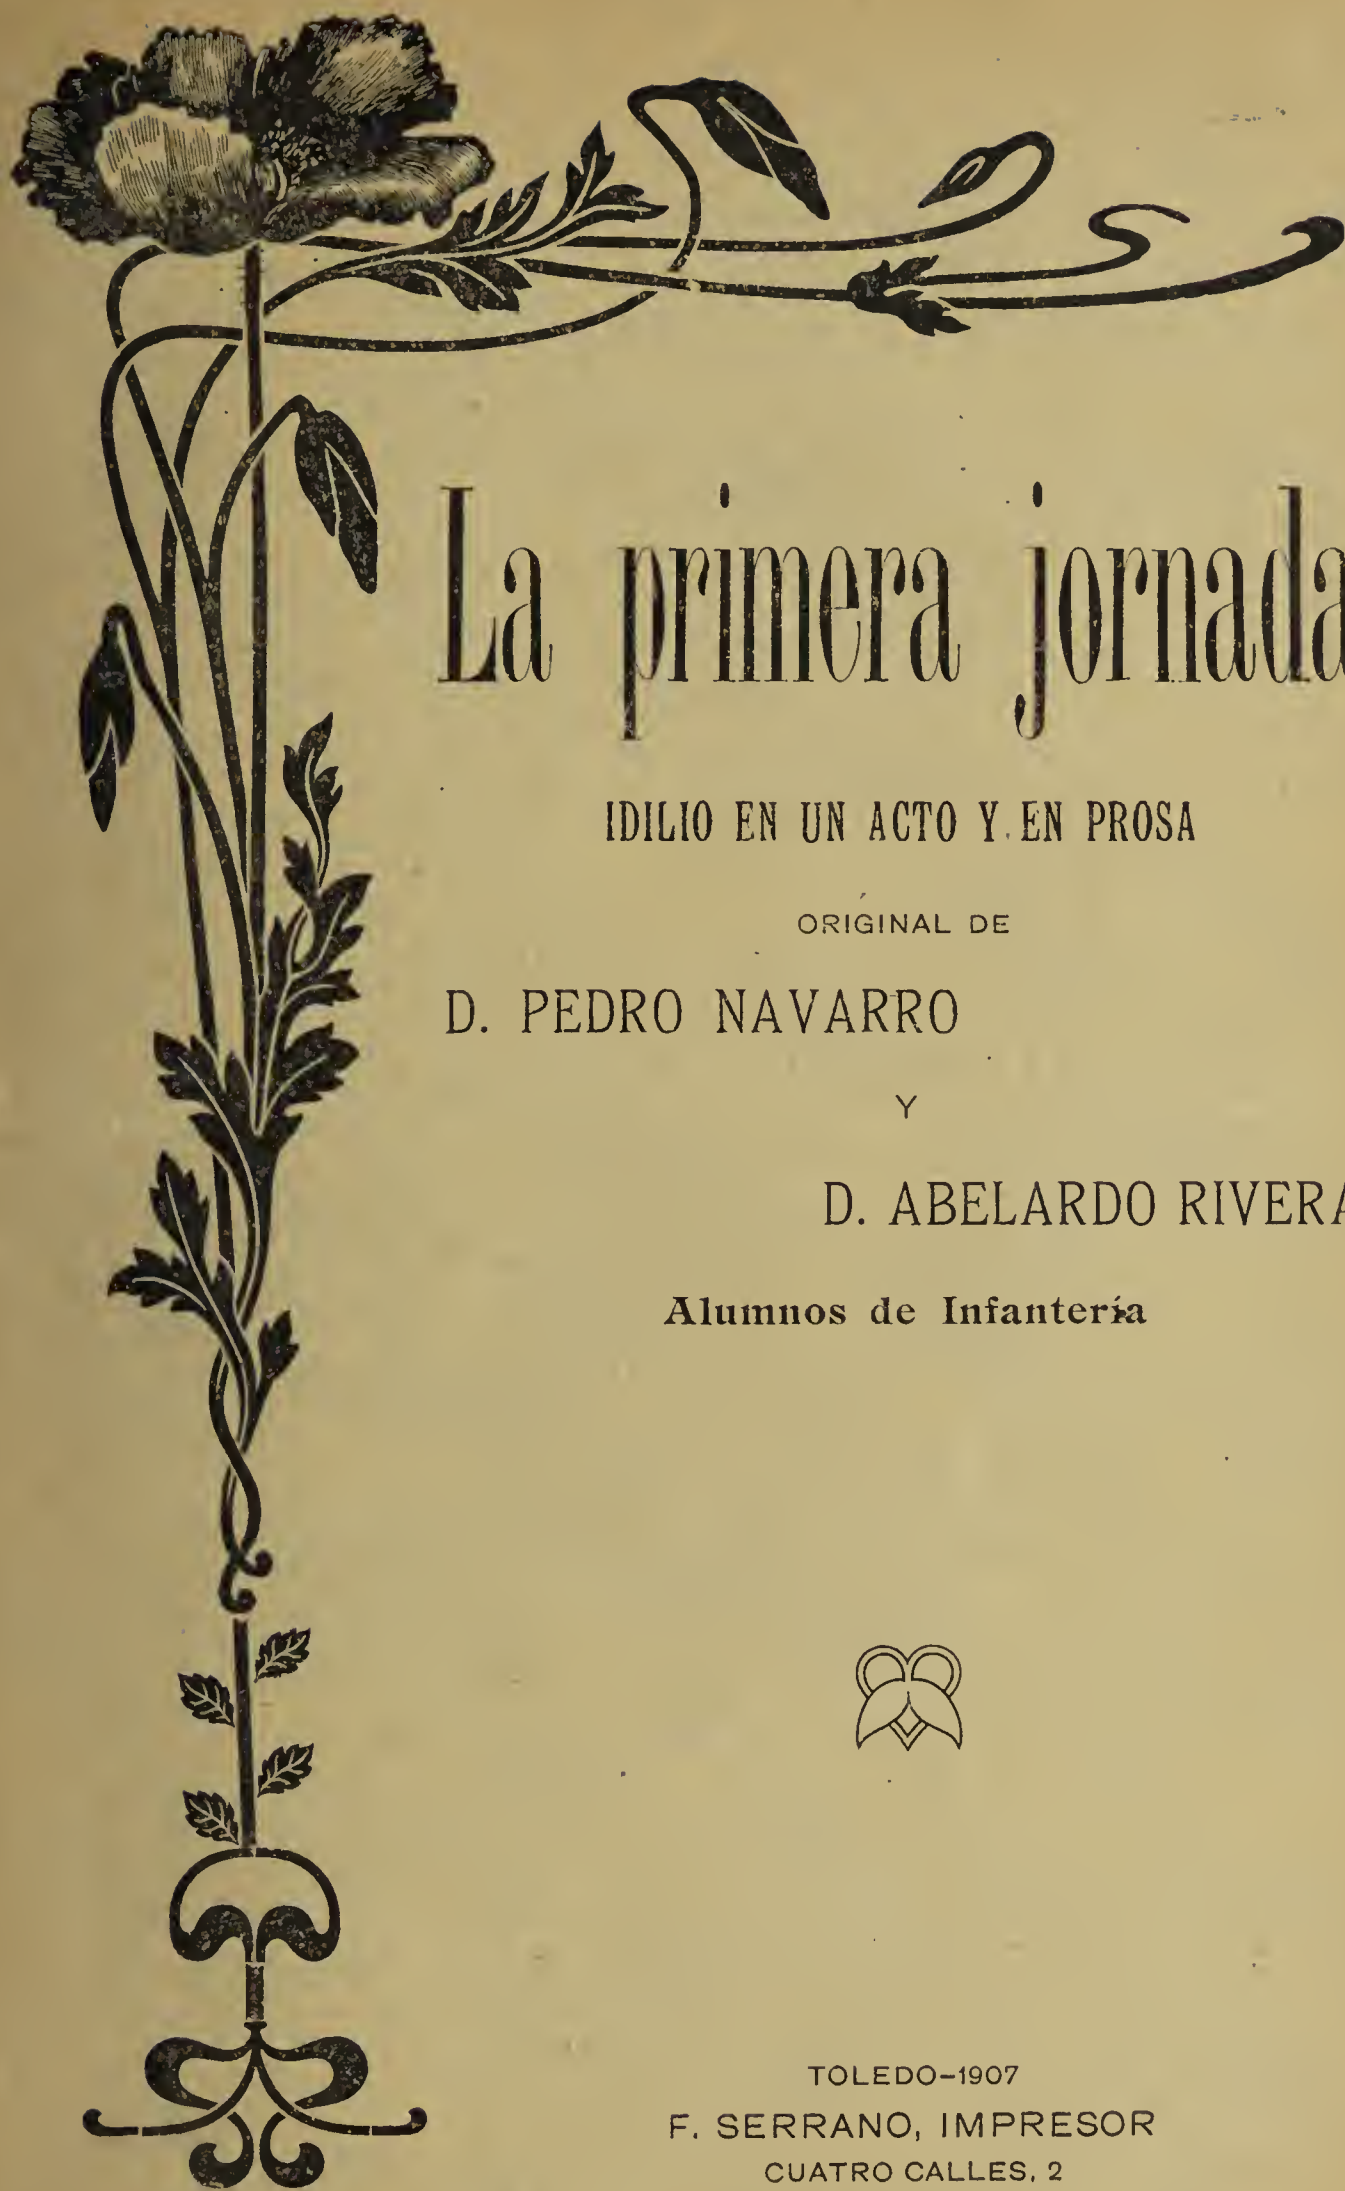 La primera jornada
IDILIO EN UN ACTO Y EN PROSA
ORIGINAL DE
D. PEDRO NAVARRO
Y
D. ABELARDO RIVERA
Alumnos de Infantería
TOLEDO-1907
F. SERRANO, IMPRESOR
CUATRO CALLES, 2